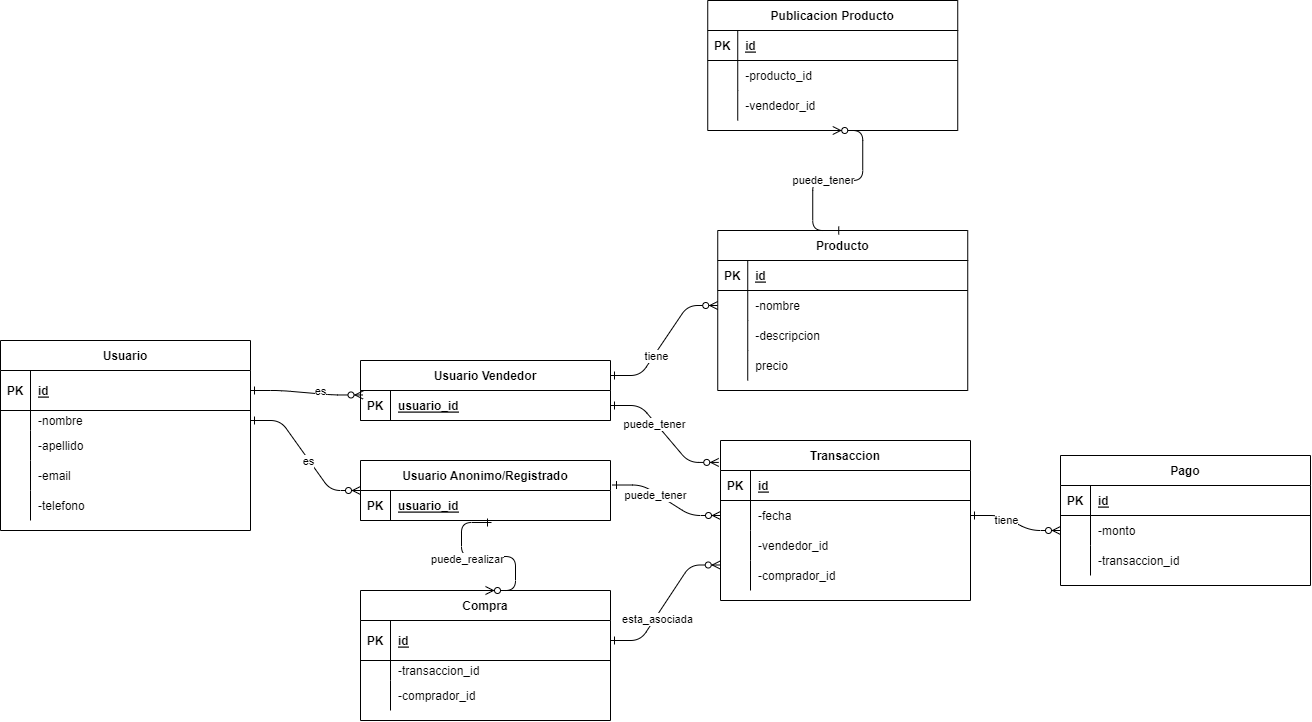 Publicacion Producto
PK id
-producto_id
-vendedor_id
puede_tener
Producto
PK id
-nombre
-descripcion
precio
tiene
Usuario
PK id
-nombre
-apellido
-email
-telefono
es
es
Usuario Vendedor
PK usuario_id
puede_tener
Usuario Anonimo/Registrado
PK usuario_id
puede_tener
puede_realizar
Compra
PK id
-transaccion_id
-comprador_id
esta_asociada
Transaccion
PK id
-fecha
-vendedor_id
-comprador_id
tiene
Pago
PK id
-monto
-transaccion_id